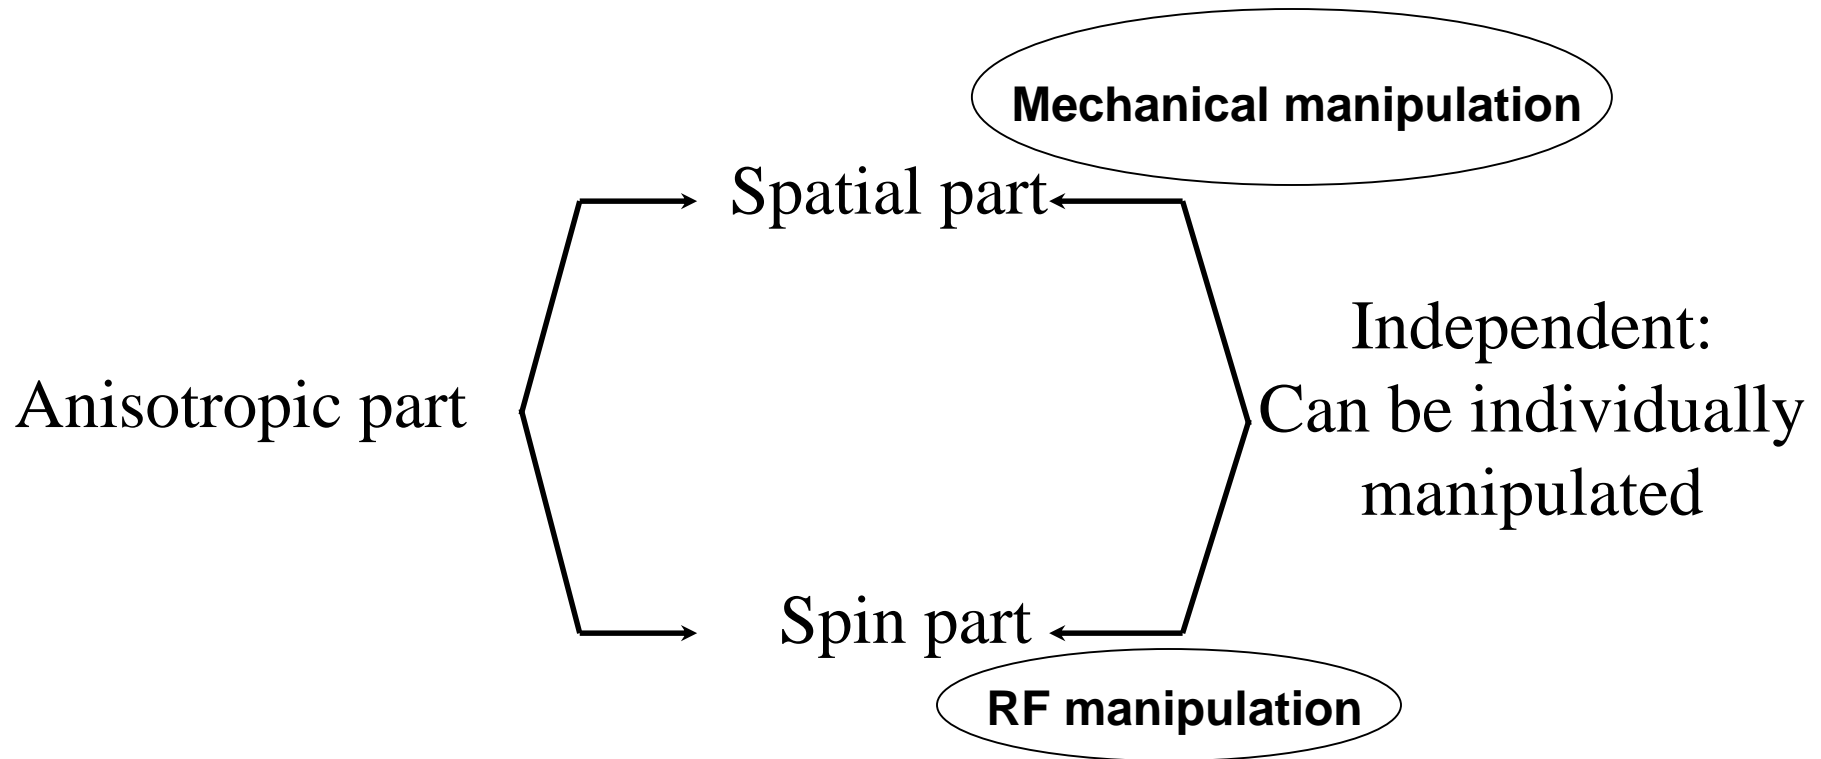 Mechanical manipulation
Spatial part
Anisotropic part
Independent:
Can be individually
manipulated
Spin part
RF manipulation